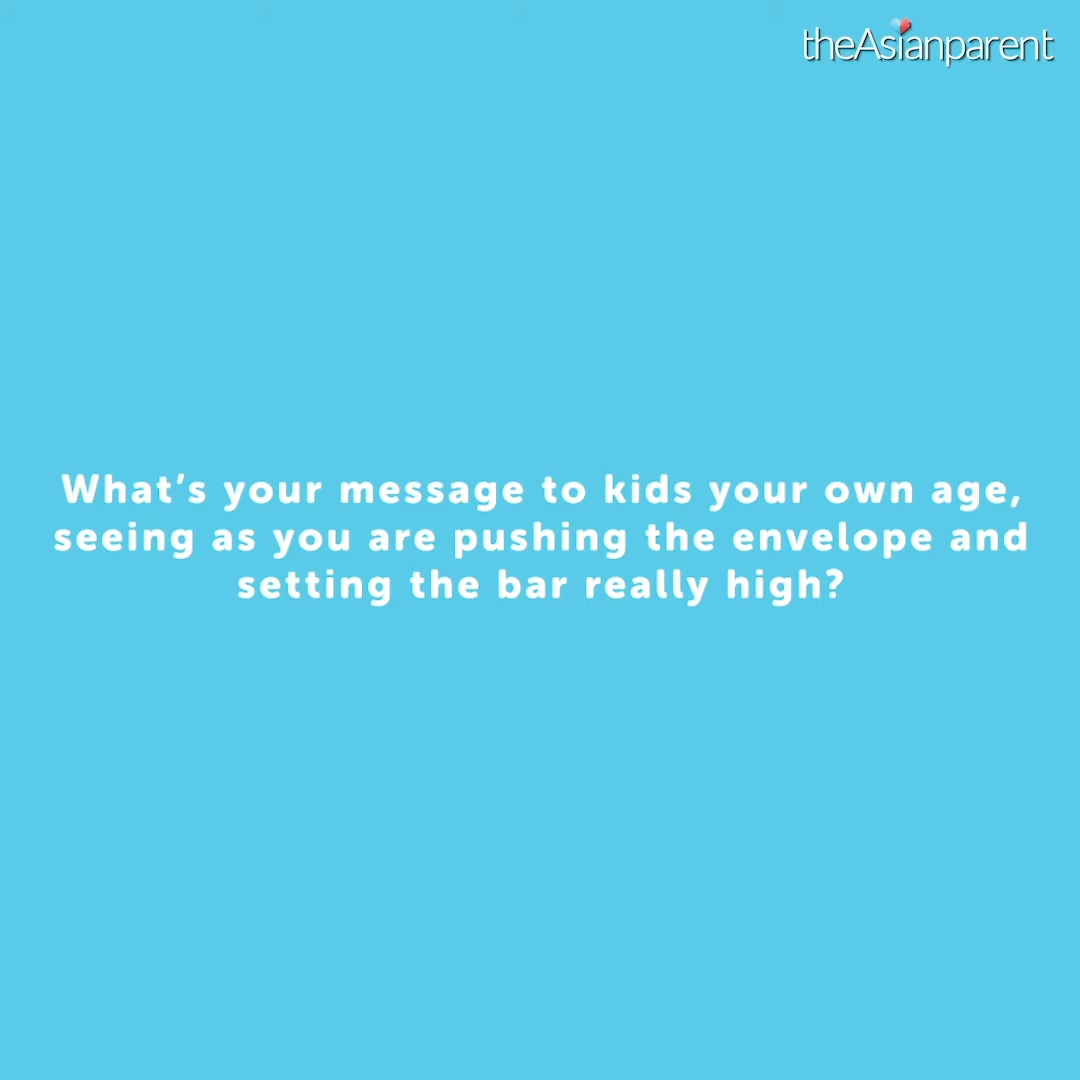 theAsianparent
What’s your message to kids your own age,
seeing as you are pushing the envelope and
setting the bar really high?